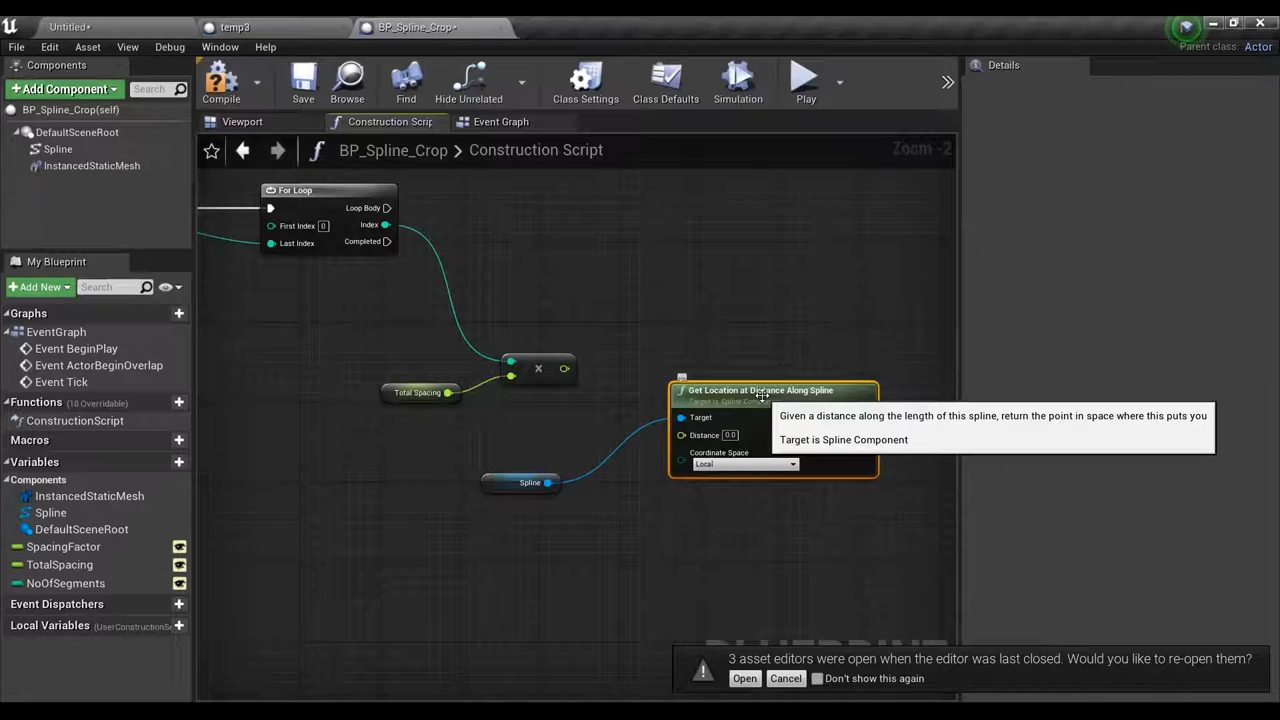 Untitled*
temp3
BP_Spline_Crop*
File
Edit
Asset
View
Debug
Window
Help
Parent class: Actor
Components
+Add Component
Search
BP_Spline_Crop(self)
DefaultSceneRoot
Spline
InstancedStaticMesh
Compile
Save
Browse
Find
Hide Unrelated
Class Settings
Class Defaults
Simulation
Play
Details
Viewport
Construction Scrip
Event Graph
BP_Spline_Crop > Construction Script
Zoom -2
For Loop
Loop Body
First Index 0
Index
Last Index
Completed
My Blueprint
+Add New
Search
Graphs
EventGraph
Event BeginPlay
Event ActorBeginOverlap
Event Tick
Functions (18 Overridable)
ConstructionScript
Macros
Variables
Components
InstancedStaticMesh
Spline
DefaultSceneRoot
SpacingFactor
TotalSpacing
NoOfSegments
Event Dispatchers
Local Variables (UserConstructionS
×
Total Spacing
Spline
Get Location at Distance Along Spline
Target is Spline
Target
Distance 0.0
Coordinate Space
Local
Given a distance along the length of this spline, return the point in space where this puts you
Target is Spline Component
3 asset editors were open when the editor was last closed. Would you like to re-open them?
Open
Cancel
Don't show this again